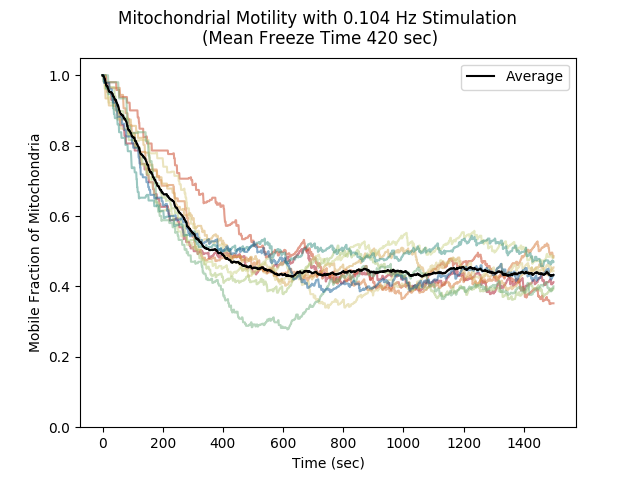 Mitochondrial Motility with 0.104 Hz Stimulation
(Mean Freeze Time 420 sec)
Average
Mobile Fraction of Mitochondria
1.0
0.8
0.6
0.4
0.2
0.0
0 200 400 600 800 1000 1200 1400
Time (sec)